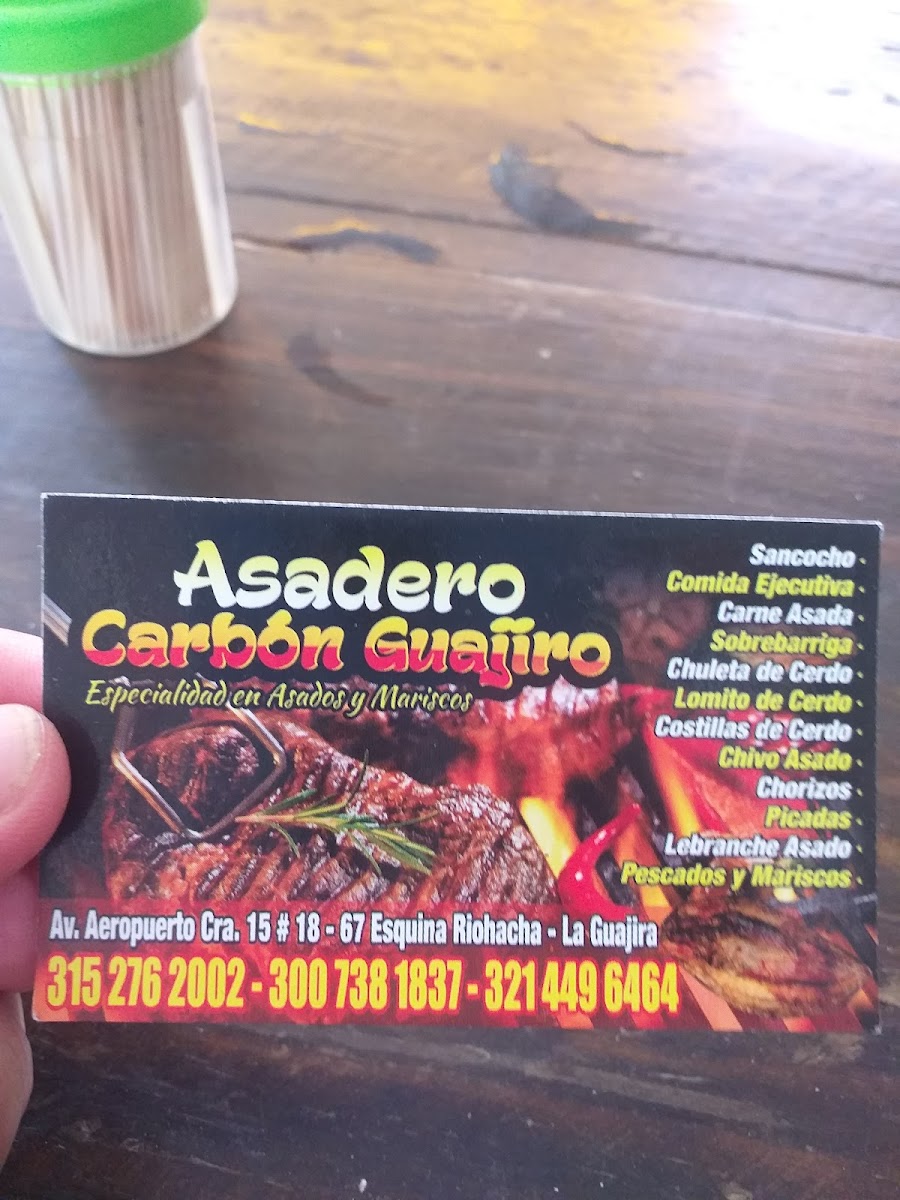 Asadero
Carbón Guajiro
Especialidad en Asados y Mariscos
Sancocho ·
Comida Ejecutiva ·
Carne Asada ·
Sobrebarriga ·
Chuleta de Cerdo ·
Lomito de Cerdo ·
Costillas de Cerdo ·
Chivo Asado ·
Chorizos ·
Picadas ·
Lebranche Asado ·
Pescados y Mariscos ·
Av. Aeropuerto Cra. 15 # 18 - 67 Esquina Riohacha - La Guajira
315 276 2002 - 300 738 1837 - 321 449 6464